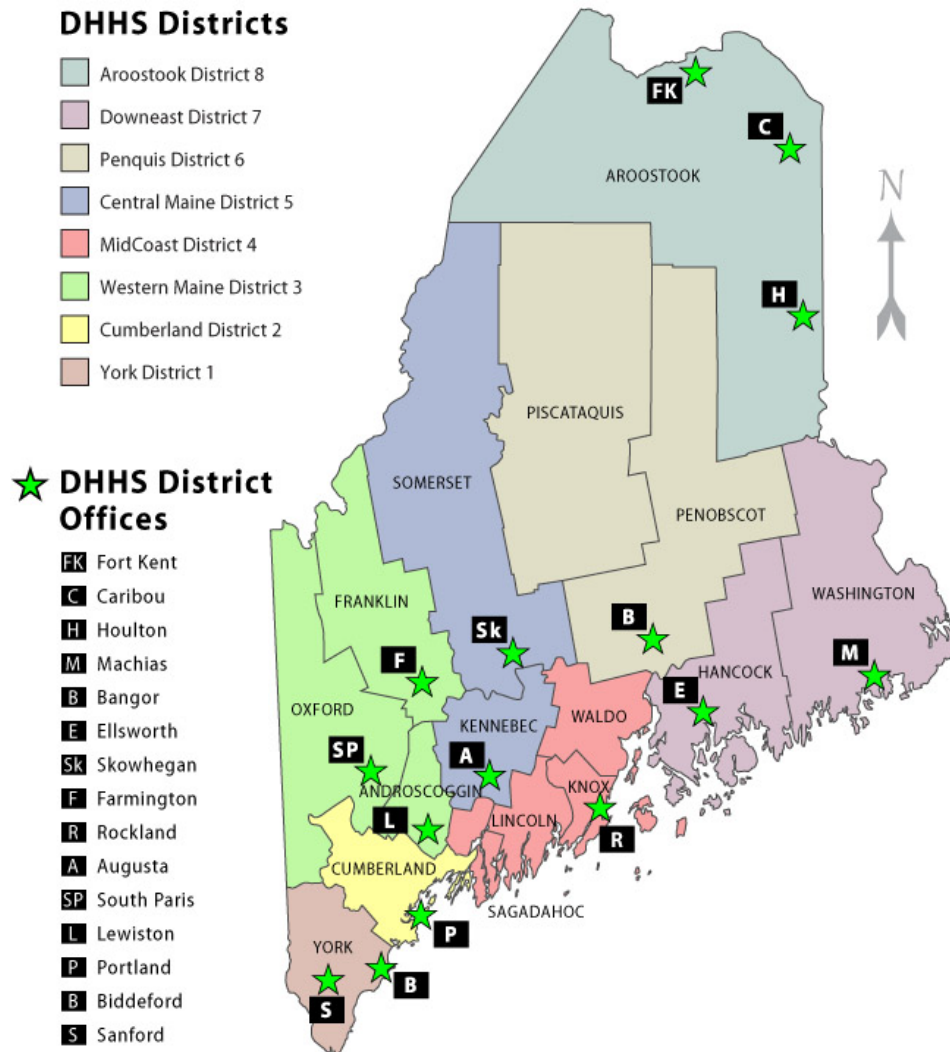 DHHS Districts
Aroostook District 8
Downeast District 7
Penquis District 6
Central Maine District 5
MidCoast District 4
Western Maine District 3
Cumberland District 2
York District 1
DHHS District
Offices
FK Fort Kent
C Caribou
H Houlton
M Machias
B Bangor
E Ellsworth
Sk Skowhegan
F Farmington
R Rockland
A Augusta
SP South Paris
L Lewiston
P Portland
B Biddeford
S Sanford
FK
C
AROOSTOOK
N
H
PISCATAQUIS
SOMERSET
PENOBSCOT
WASHINGTON
FRANKLIN
Sk
B
F
M
HANCOCK
E
OXFORD
WALDO
KENNEBEC
SP
A
ANDROSCOGGIN
KNOX
L
LINCOLN
R
CUMBERLAND
SAGADAHOC
P
YORK
B
S